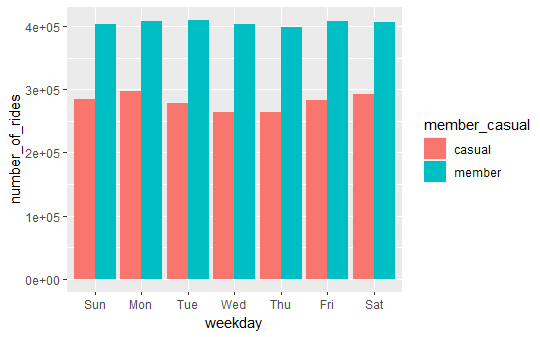 4e+05
3e+05
2e+05
1e+05
0e+00
number_of_rides
Sun Mon Tue Wed Thu Fri Sat
weekday
member_casual
casual
member